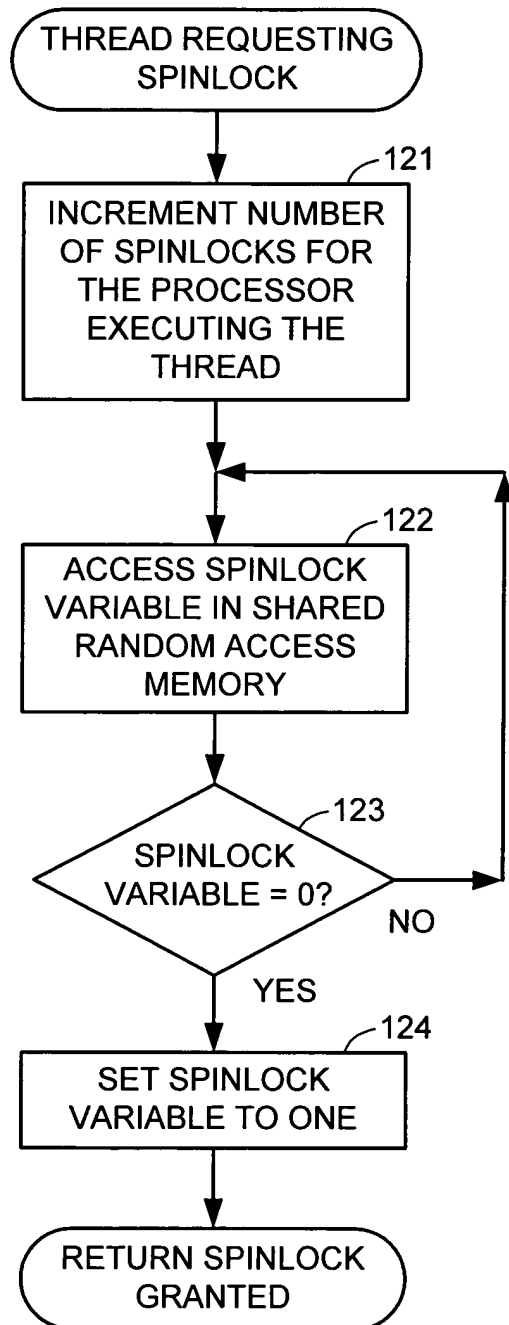 THREAD REQUESTING
SPINLOCK
121
INCREMENT NUMBER
OF SPINLOCKS FOR
THE PROCESSOR
EXECUTING THE
THREAD
122
ACCESS SPINLOCK
VARIABLE IN SHARED
RANDOM ACCESS
MEMORY
123
SPINLOCK
VARIABLE = 0?
NO
YES
124
SET SPINLOCK
VARIABLE TO ONE
RETURN SPINLOCK
GRANTED